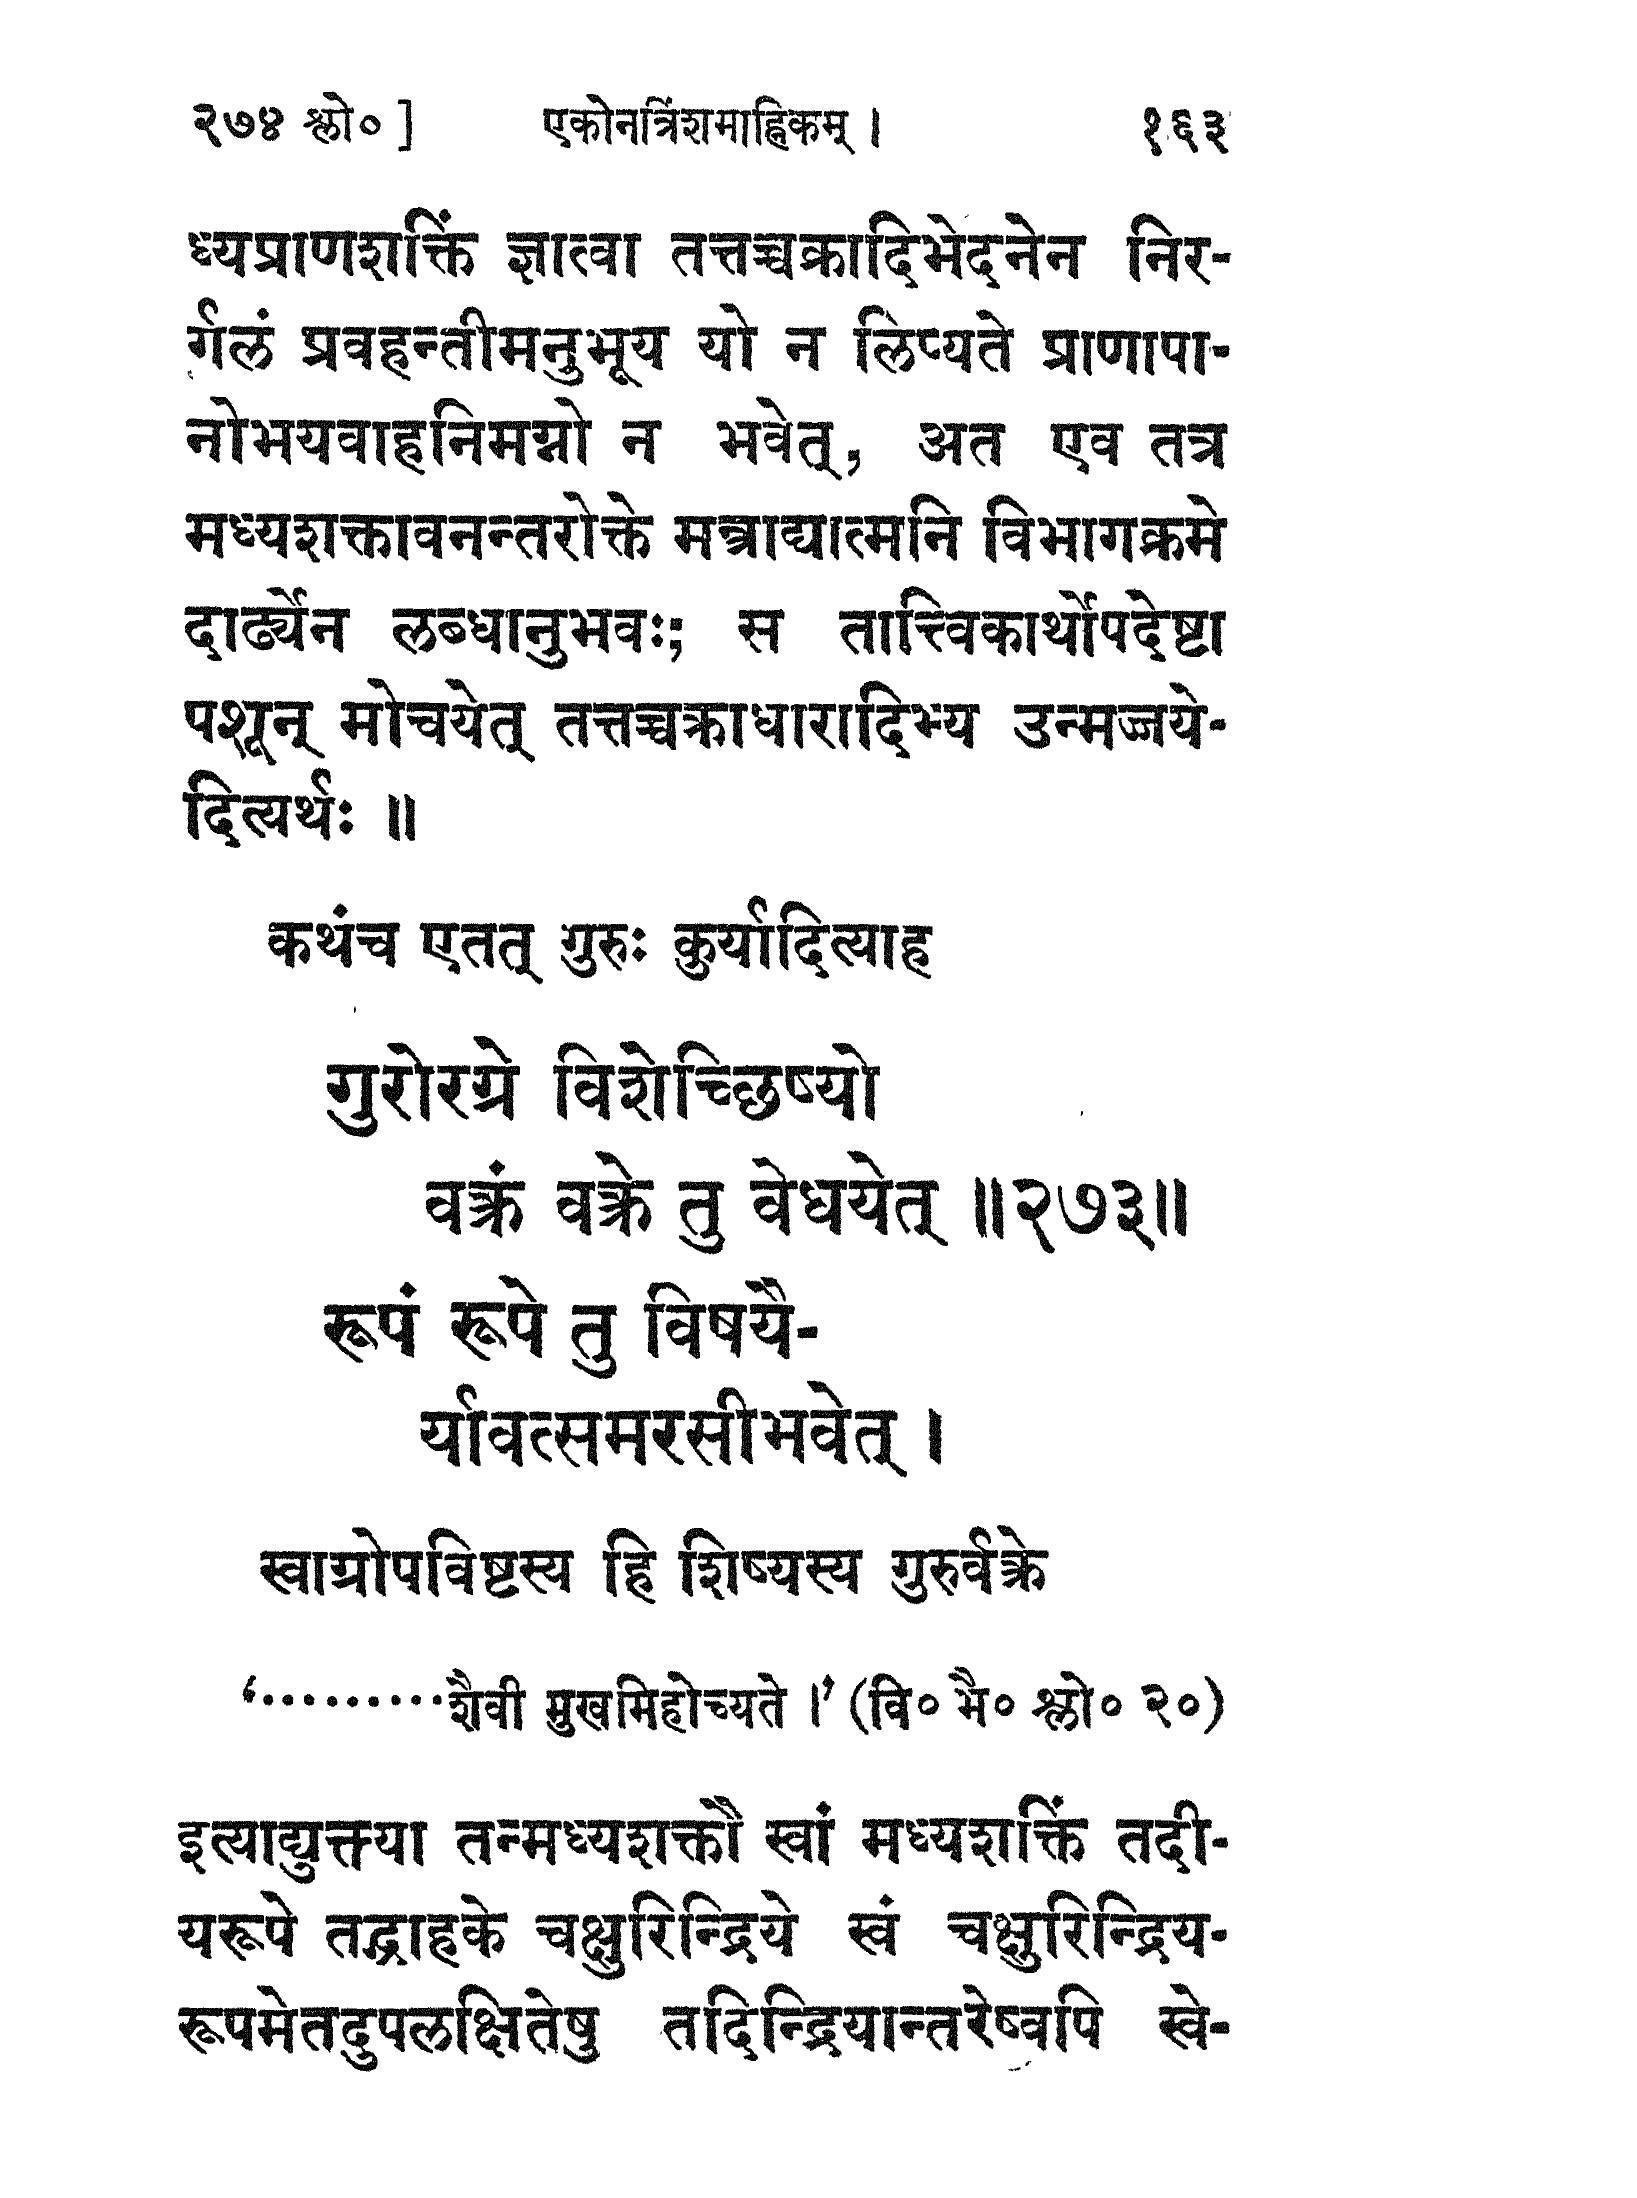 २७४ श्लो० ] एकोनत्रिंशमाह्निकम् । १६३
ध्यप्राणशक्तिं ज्ञात्वा तत्तच्चक्रादिभेदनेन निर-
र्गलं प्रवहन्तीमनुभूय यो न लिप्यते प्राणापा-
नोभयवाहनिमग्नो न भवेत्, अत एव तत्र
मध्यशक्तावनन्तरोक्ते मन्त्राद्यात्मनि विभागक्रमे
दार्ढ्येन लब्धानुभवः; स तात्त्विकार्थोपदेष्टा
पशून् मोचयेत् तत्तच्चक्राधारादिभ्य उन्मज्जये-
दित्यर्थः ॥
कथंच एतत् गुरुः कुर्यादित्याह
गुरोरग्रे विशेच्छिष्यो
वक्त्रं वक्त्रे तु वेधयेत् ॥२७३॥
रूपं रूपे तु विषयै-
र्यावत्समरसीभवेत् ।
स्वाग्रोपविष्टस्य हि शिष्यस्य गुरुर्वक्त्रे
‘··········शैवी मुखमिहोच्यते ।’ (वि० भै० श्लो० २०)
इत्याद्युक्त्या तन्मध्यशक्तौ स्वां मध्यशक्तिं तदी-
यरूपे तद्ग्राहके चक्षुरिन्द्रिये स्वं चक्षुरिन्द्रिय-
रूपमेतदुपलक्षितेषु तदिन्द्रियान्तरेष्वपि स्वे-